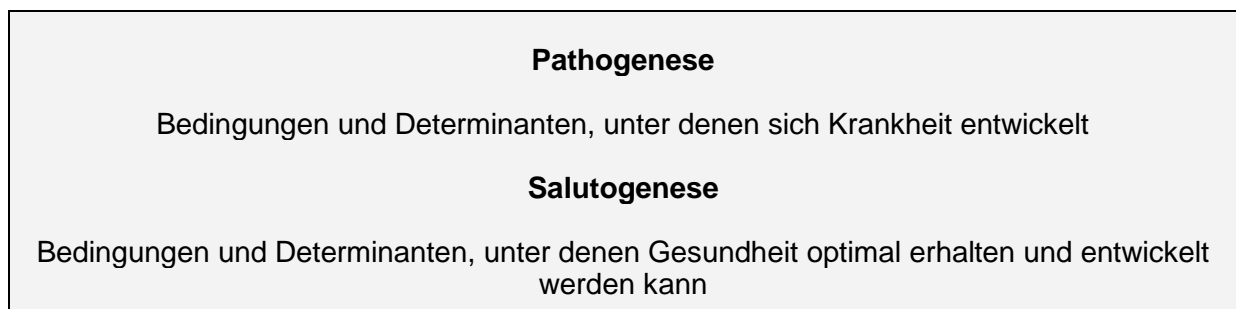 Pathogenese
Bedingungen und Determinanten, unter denen sich Krankheit entwickelt
Salutogenese
Bedingungen und Determinanten, unter denen Gesundheit optimal erhalten und entwickelt
werden kann